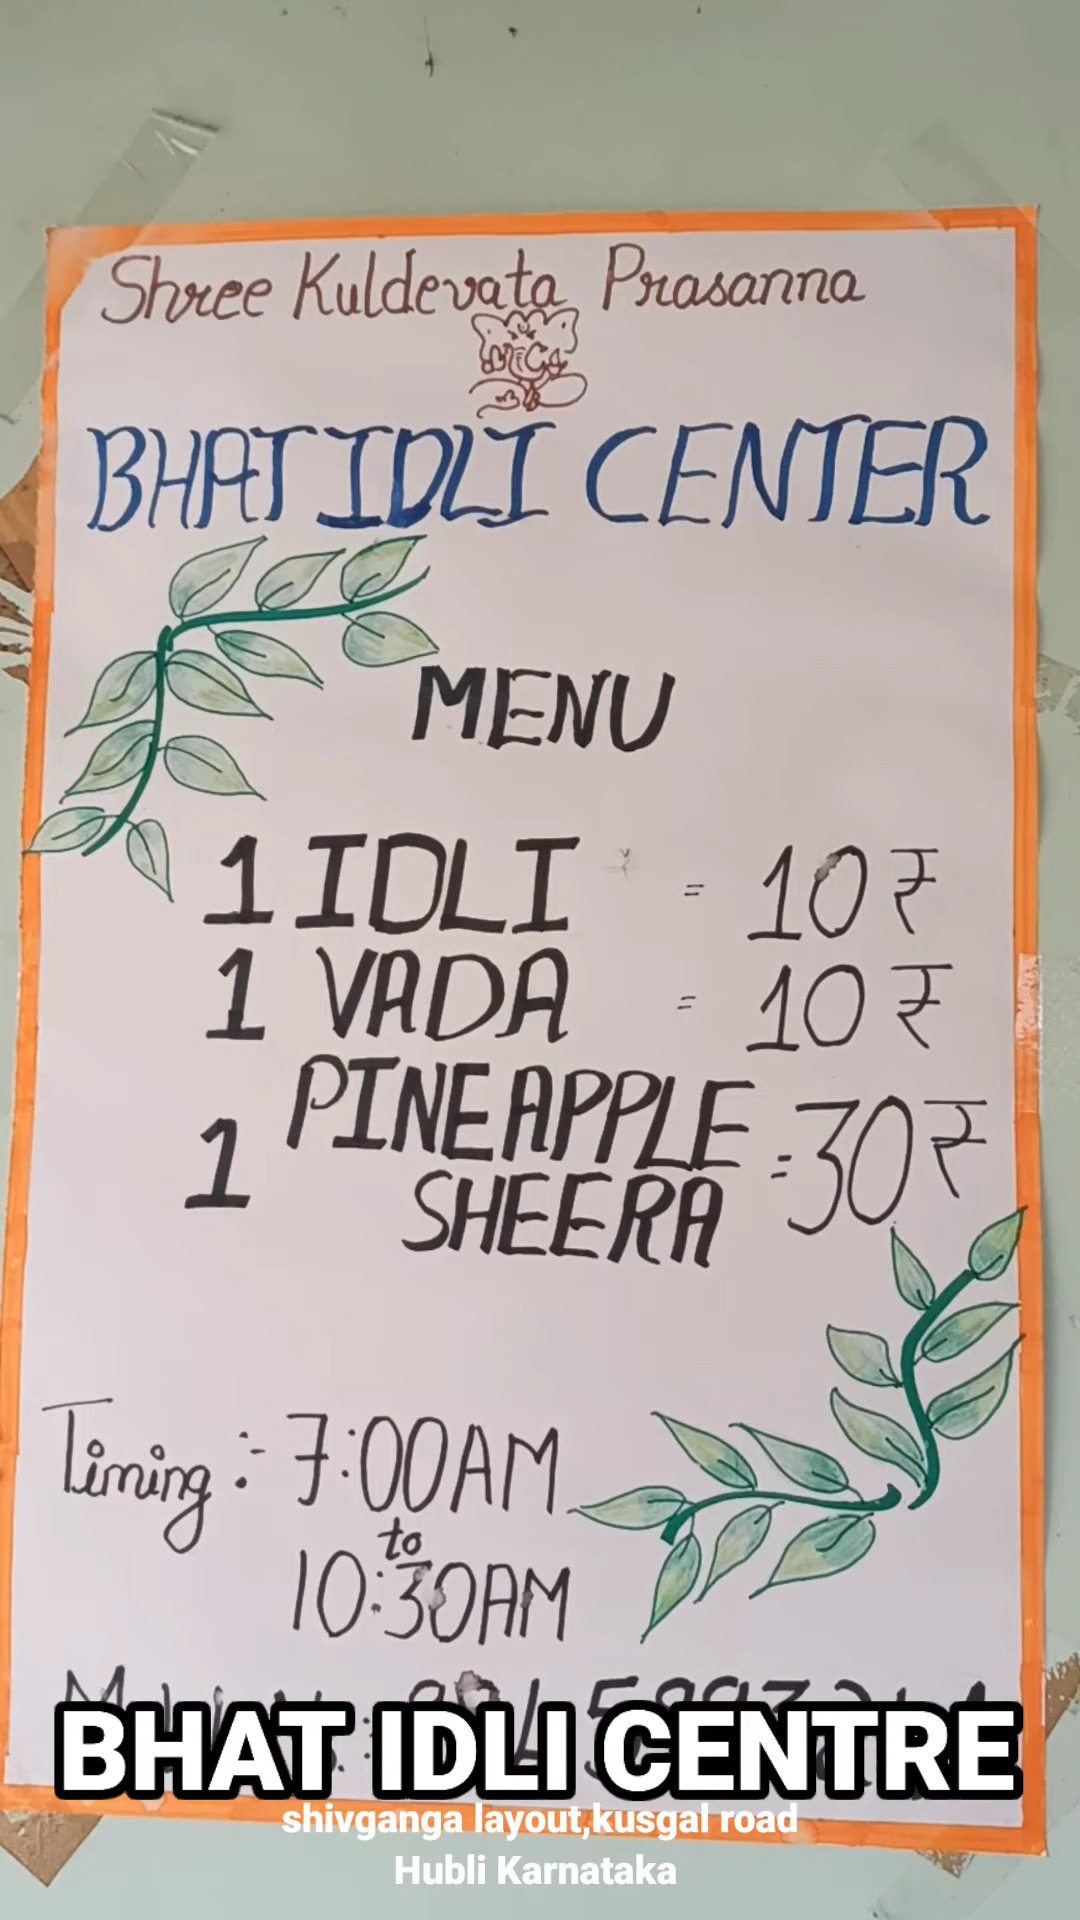 Shree Kuldevata Prasanna
BHAT IDLI CENTER
MENU
1 IDLI = 10 ₹
1 VADA = 10 ₹
1 PINEAPPLE SHEERA = 30 ₹
Timing :- 7:00AM
to
10:30AM
BHAT IDLI CENTRE
shivganga layout,kusgal road
Hubli Karnataka